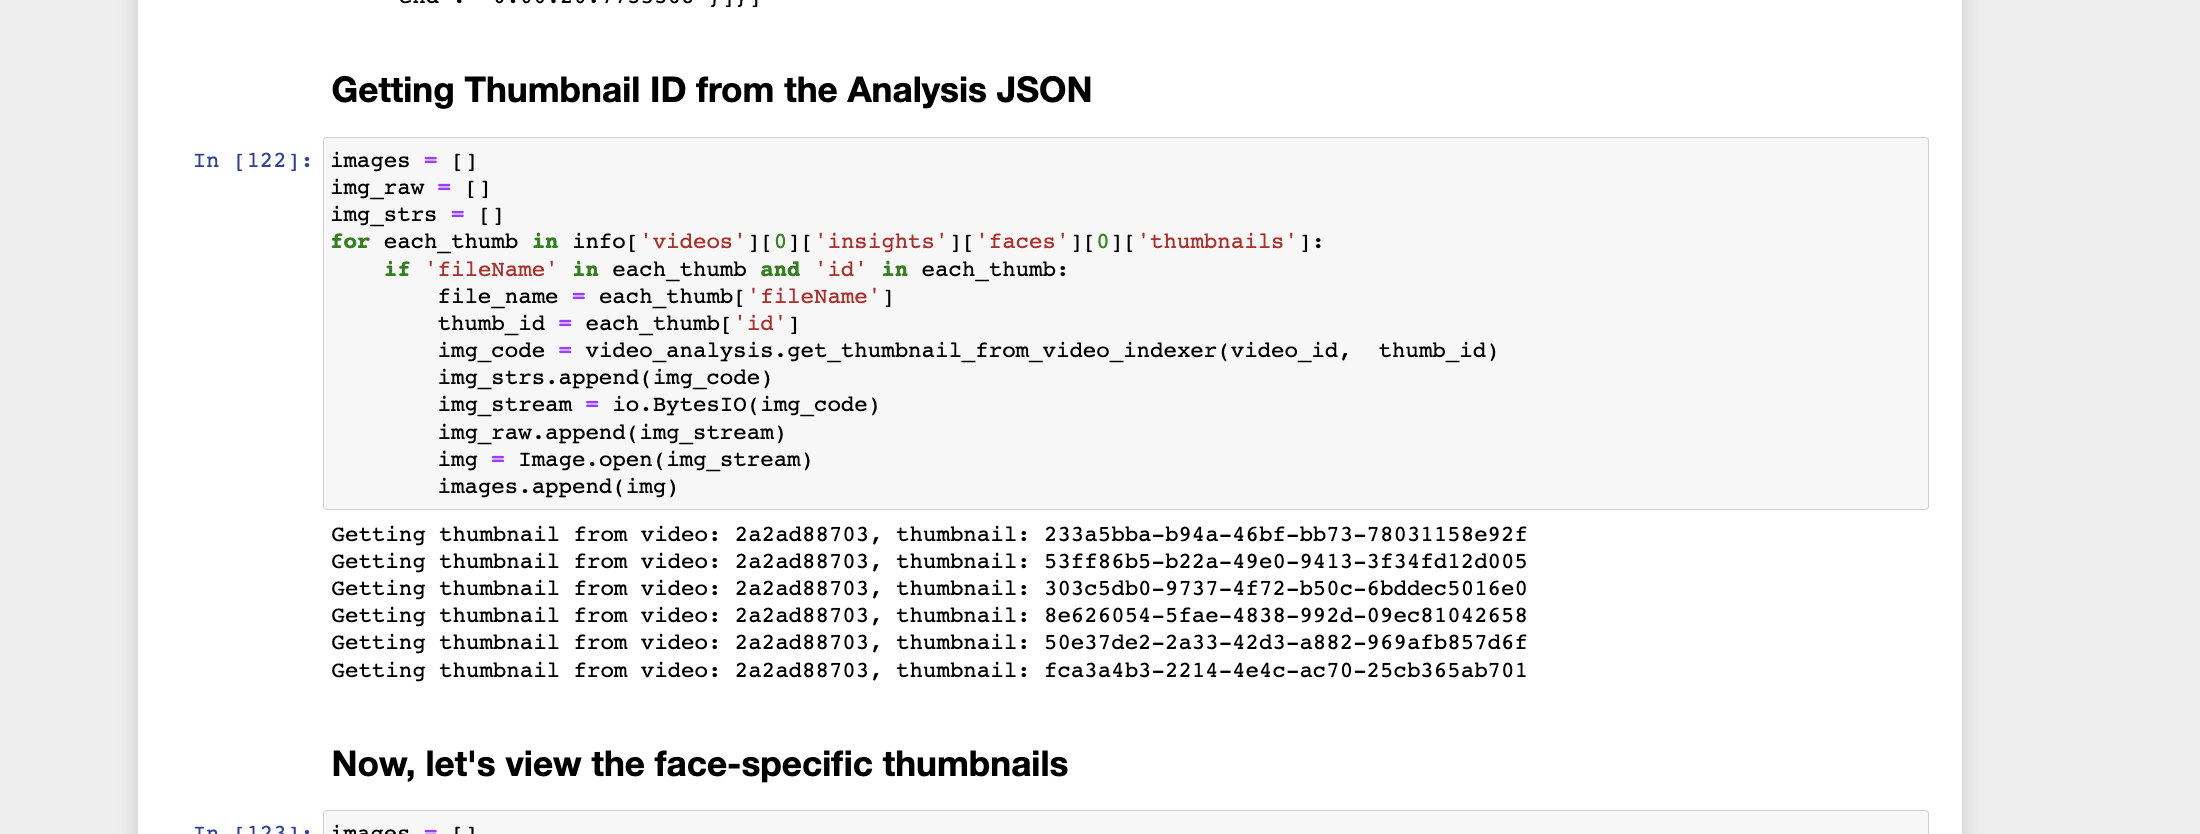 Getting Thumbnail ID from the Analysis JSON
In [122]:
images = []
img_raw = []
img_strs = []
for each_thumb in info['videos'][0]['insights']['faces'][0]['thumbnails']:
    if 'fileName' in each_thumb and 'id' in each_thumb:
        file_name = each_thumb['fileName']
        thumb_id = each_thumb['id']
        img_code = video_analysis.get_thumbnail_from_video_indexer(video_id,  thumb_id)
        img_strs.append(img_code)
        img_stream = io.BytesIO(img_code)
        img_raw.append(img_stream)
        img = Image.open(img_stream)
        images.append(img)
Getting thumbnail from video: 2a2ad88703, thumbnail: 233a5bba-b94a-46bf-bb73-78031158e92f
Getting thumbnail from video: 2a2ad88703, thumbnail: 53ff86b5-b22a-49e0-9413-3f34fd12d005
Getting thumbnail from video: 2a2ad88703, thumbnail: 303c5db0-9737-4f72-b50c-6bddec5016e0
Getting thumbnail from video: 2a2ad88703, thumbnail: 8e626054-5fae-4838-992d-09ec81042658
Getting thumbnail from video: 2a2ad88703, thumbnail: 50e37de2-2a33-42d3-a882-969afb857d6f
Getting thumbnail from video: 2a2ad88703, thumbnail: fca3a4b3-2214-4e4c-ac70-25cb365ab701
Now, let's view the face-specific thumbnails
In [123]:
images = []